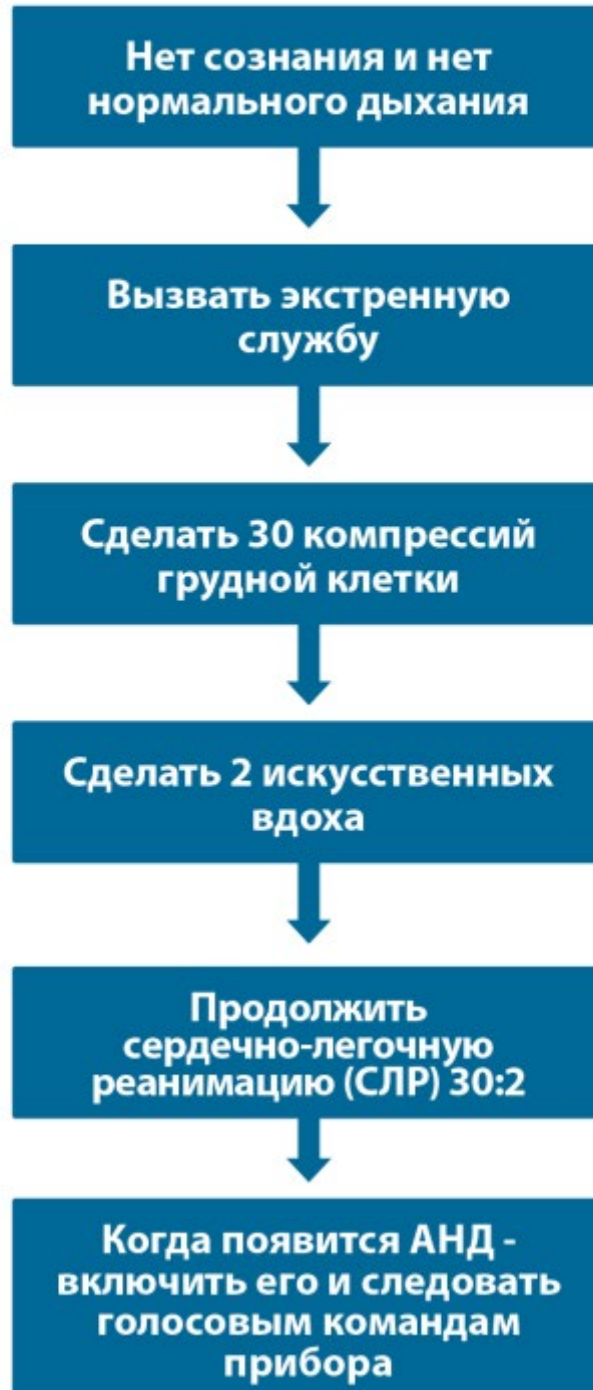 Нет сознания и нет
нормального дыхания
Вызвать экстренную
службу
Сделать 30 компрессий
грудной клетки
Сделать 2 искусственных
вдоха
Продолжить
сердечно-легочную
реанимацию (СЛР) 30:2
Когда появится АНД -
включить его и следовать
голосовым командам
прибора